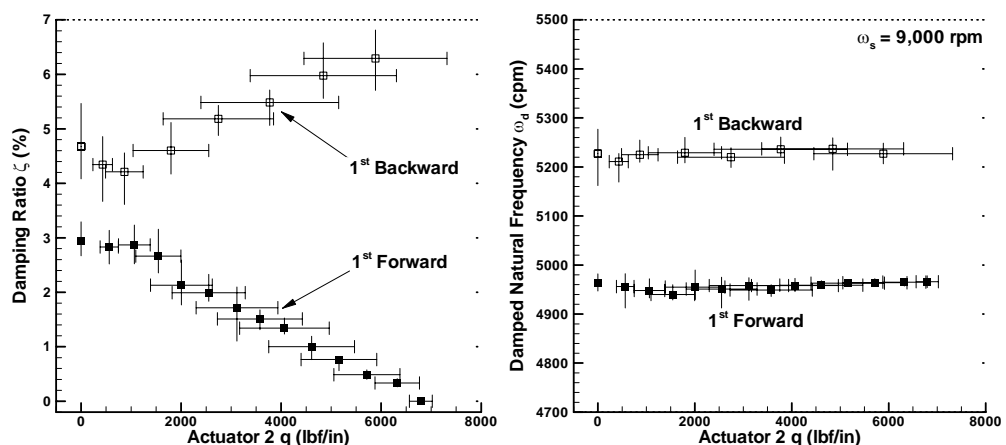 7
6
5
4
3
2
1
0
Damping Ratio ζ (%)
1st Backward
1st Forward
0 2000 4000 6000 8000
Actuator 2 q (lbf/in)
5500
5400
5300
5200
5100
5000
4900
4800
4700
Damped Natural Frequency ωd (cpm)
ωs = 9,000 rpm
1st Backward
1st Forward
0 2000 4000 6000 8000
Actuator 2 q (lbf/in)